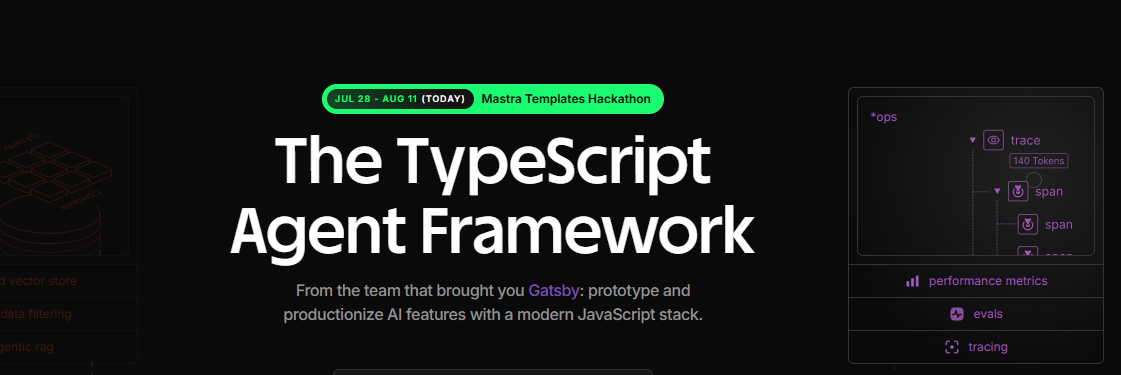 JUL 28 - AUG 11 (TODAY) Mastra Templates Hackathon
The TypeScript
Agent Framework
From the team that brought you Gatsby: prototype and
productionize AI features with a modern JavaScript stack.
vector store
data filtering
rag
*ops
trace
140 Tokens
span
span
performance metrics
evals
tracing